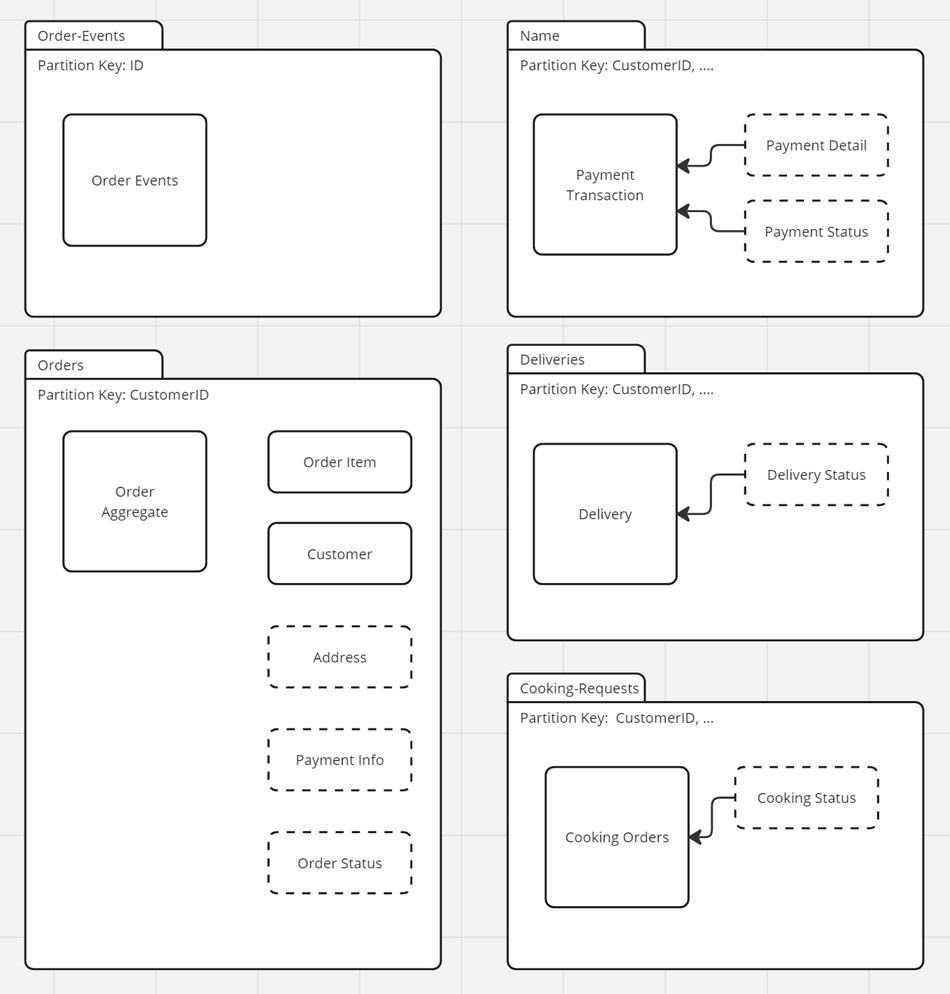 Order-Events
Partition Key: ID
Order Events
Name
Partition Key: CustomerID, ....
Payment
Transaction
Payment Detail
Payment Status
Orders
Partition Key: CustomerID
Order
Aggregate
Order Item
Customer
Address
Payment Info
Order Status
Deliveries
Partition Key: CustomerID, ....
Delivery
Delivery Status
Cooking-Requests
Partition Key:  CustomerID, ...
Cooking Orders
Cooking Status